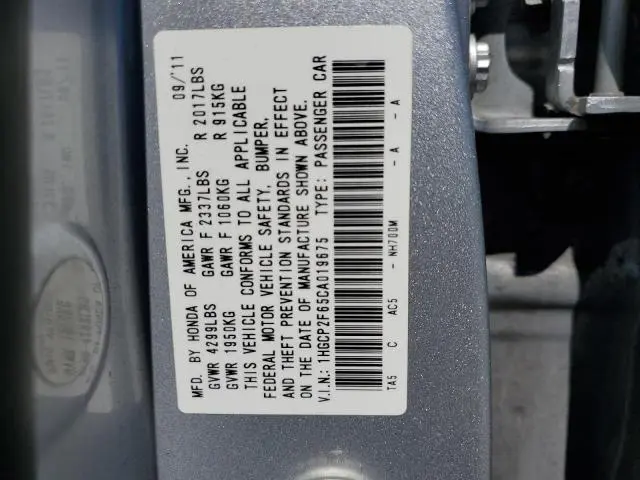 09/'11
MFD. BY HONDA OF AMERICA MFG., INC.
GVWR 4299LBS GAWR F 2337LBS R 2017LBS
GVWR 1950KG GAWR F 1060KG R 915KG
THIS VEHICLE CONFORMS TO ALL APPLICABLE
FEDERAL MOTOR VEHICLE SAFETY, BUMPER,
AND THEFT PREVENTION STANDARDS IN EFFECT
ON THE DATE OF MANUFACTURE SHOWN ABOVE.
V.I.N.: 1HGCP2F65CA019675 TYPE: PASSENGER CAR
TA5 C AC5 - NH700M - A - A